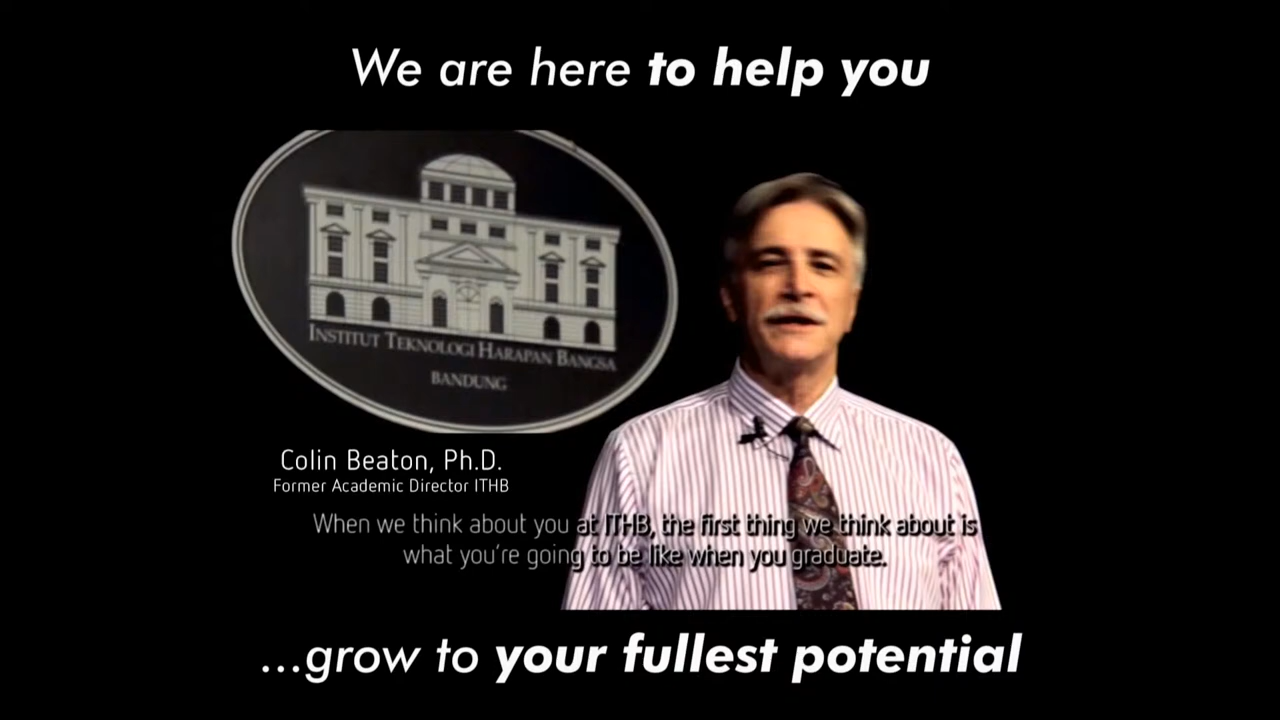 We are here to help you
INSTITUT TEKNOLOGI HARAPAN BANGSA
BANDUNG
Colin Beaton, Ph.D.
Former Academic Director ITHB
When we think about you at ITHB, the first thing we think about is
what you're going to be like when you graduate.
...grow to your fullest potential